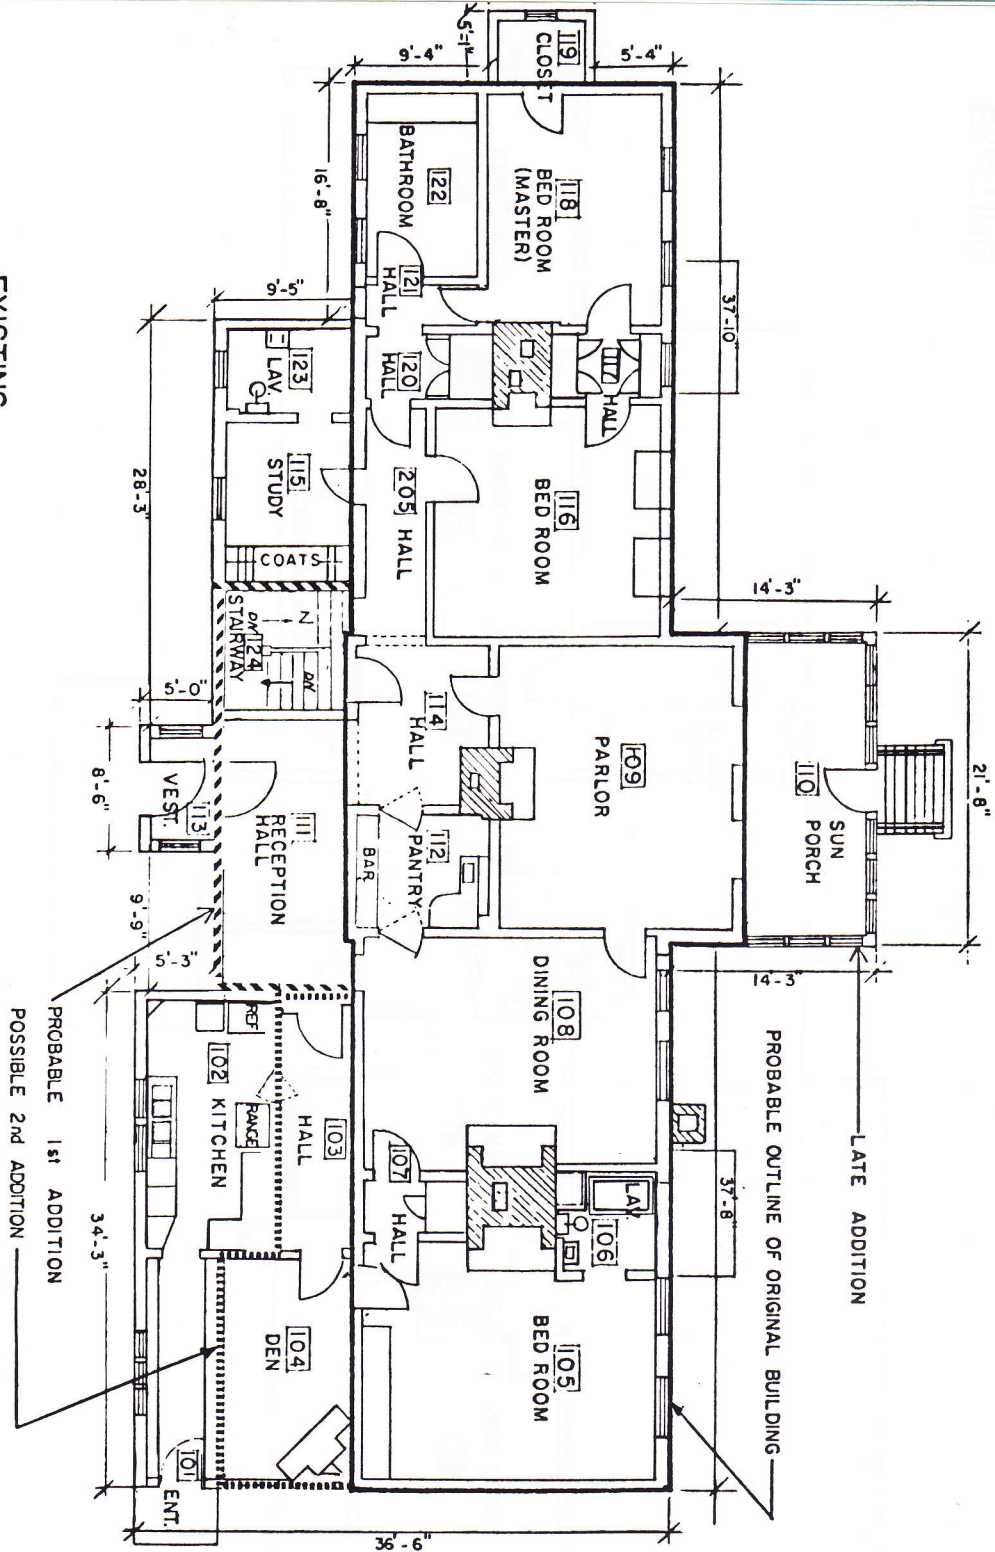 5'-1"
9'-4"
5'-4"
119
CLOSET
16'-8"
122
BATHROOM
118
BED ROOM
(MASTER)
37'-10"
121
HALL
9'-5"
123
LAV.
120
HALL
117
HALL
28'-3"
115
STUDY
205 HALL
116
BED ROOM
COATS
14'-3"
N
DN
124
STAIRWAY
DN
5'-0"
114
HALL
109
PARLOR
110
SUN
PORCH
21'-8"
8'-6"
VEST.
113
111
RECEPTION
HALL
112
PANTRY
BAR
9'-9"
5'-3"
14'-3"
LATE ADDITION
REF
102 KITCHEN
RANGE
103
HALL
108
DINING ROOM
107
HALL
LAV
106
37'-8"
PROBABLE OUTLINE OF ORIGINAL BUILDING
PROBABLE 1st ADDITION
POSSIBLE 2nd ADDITION
34'-3"
104
DEN
105
BED ROOM
101
ENT.
36'-6"
EXISTING